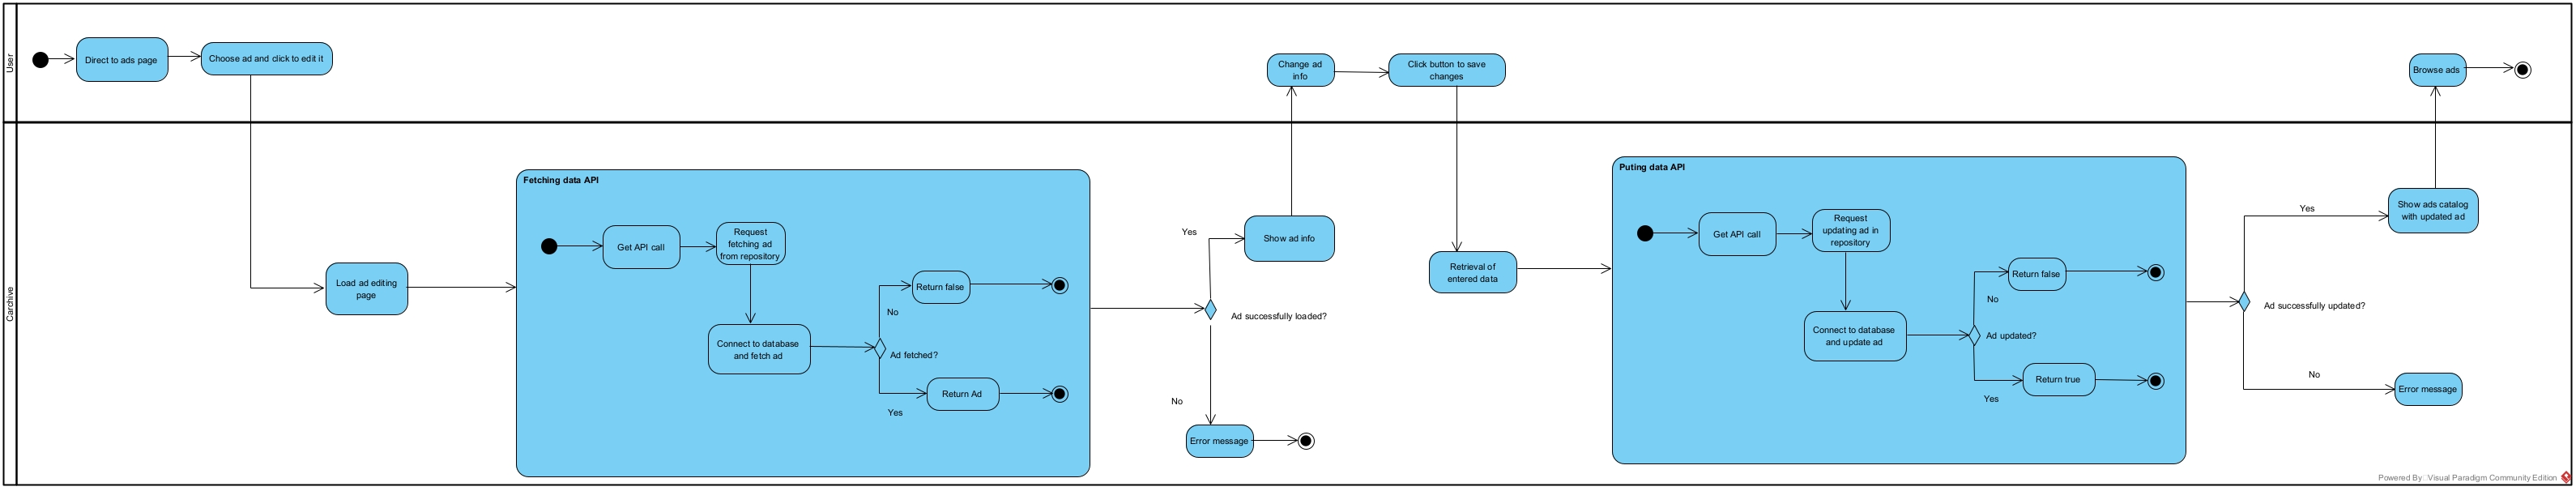 User
Direct to ads page
Choose ad and click to edit it
Change ad
info
Click button to save
changes
Browse ads
Carchive
Load ad editing
page
Fetching data API
Get API call
Request
fetching ad
from repository
Connect to database
and fetch ad
Ad fetched?
No
Return false
Yes
Return Ad
Ad successfully loaded?
Yes
Show ad info
No
Error message
Retrieval of
entered data
Puting data API
Get API call
Request
updating ad in
repository
Connect to database
and update ad
Ad updated?
No
Return false
Yes
Return true
Ad successfully updated?
Yes
Show ads catalog
with updated ad
No
Error message
Powered By Visual Paradigm Community Edition